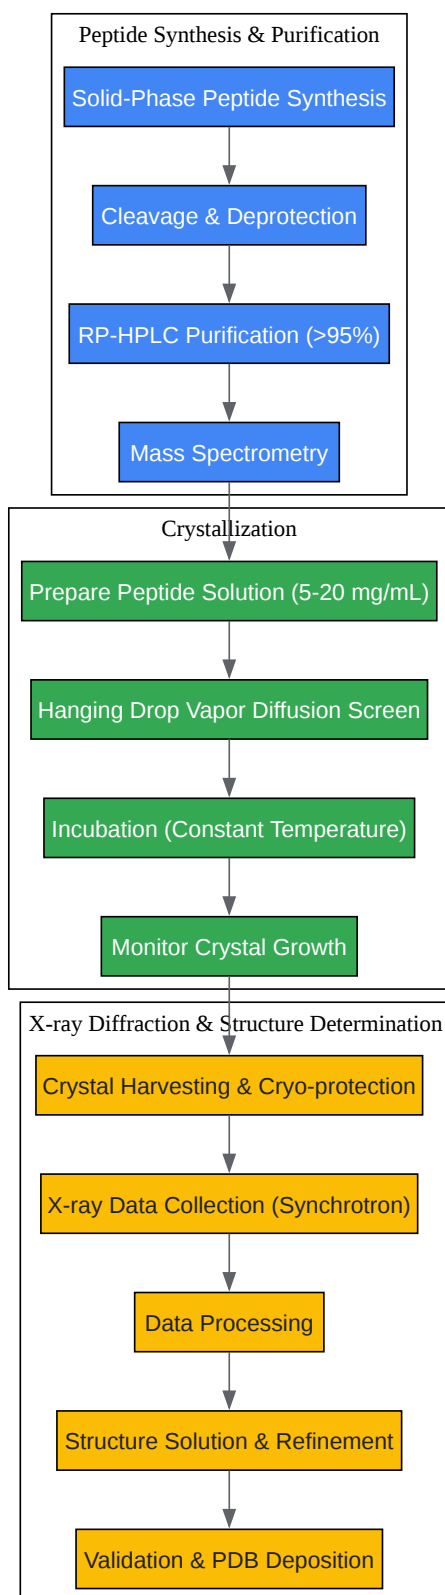 Peptide Synthesis & Purification
Solid-Phase Peptide Synthesis
Cleavage & Deprotection
RP-HPLC Purification (>95%)
Mass Spectrometry
Crystallization
Prepare Peptide Solution (5-20 mg/mL)
Hanging Drop Vapor Diffusion Screen
Incubation (Constant Temperature)
Monitor Crystal Growth
X-ray Diffraction & Structure Determination
Crystal Harvesting & Cryo-protection
X-ray Data Collection (Synchrotron)
Data Processing
Structure Solution & Refinement
Validation & PDB Deposition